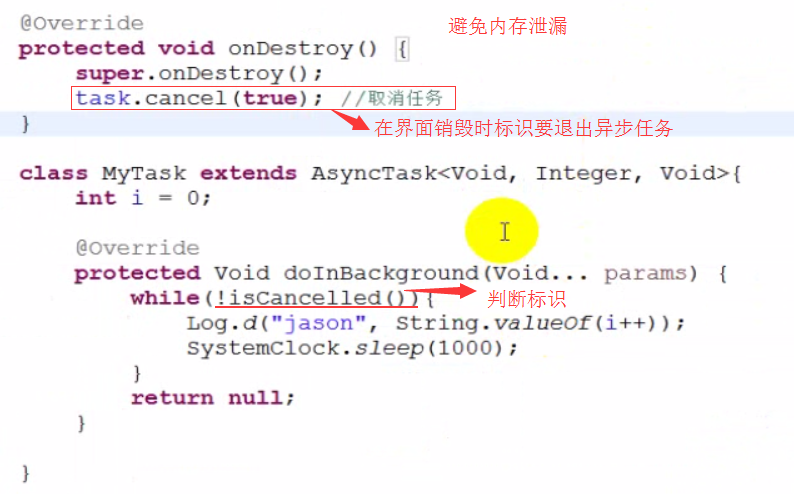 @Override
避免内存泄漏
protected void onDestroy() {
super.onDestroy();
task.cancel(true); //取消任务
}
在界面销毁时标识要退出异步任务
class MyTask extends AsyncTask<Void, Integer, Void>{
int i = 0;
@Override
protected Void doInBackground(Void... params) {
while(!isCancelled()){
判断标识
Log.d("jason", String.valueOf(i++));
SystemClock.sleep(1000);
}
return null;
}
}